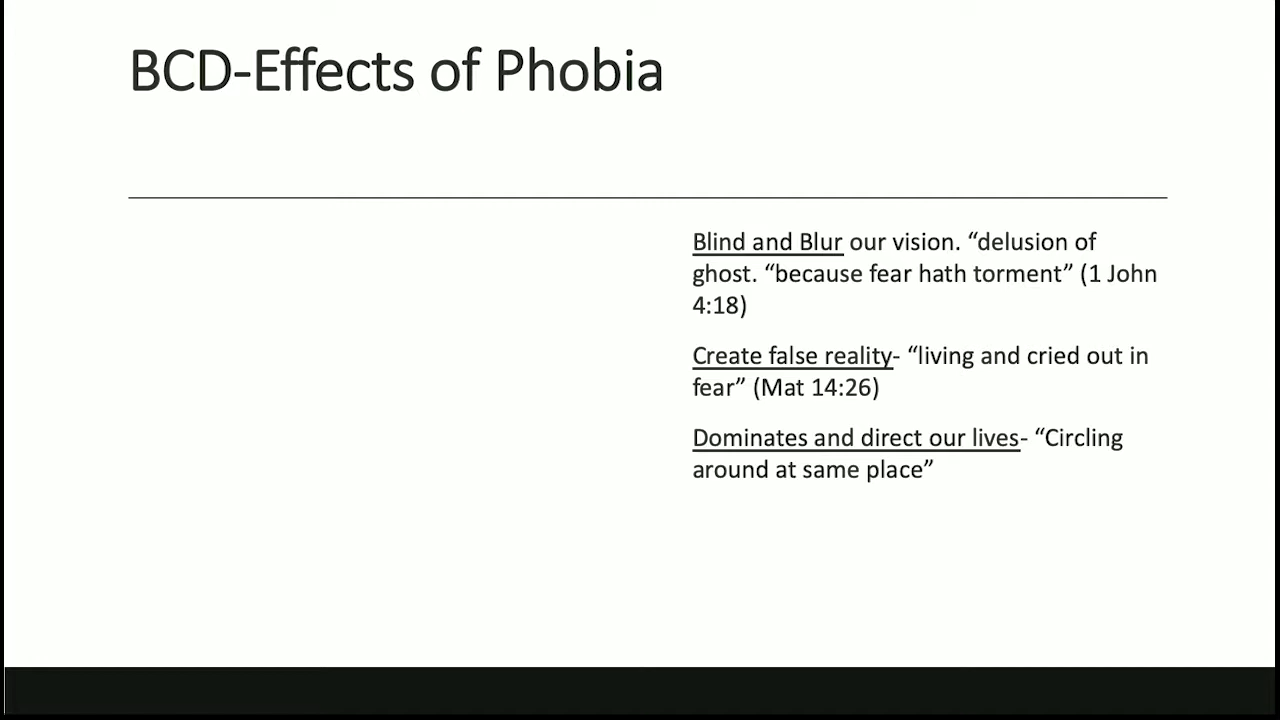 BCD-Effects of Phobia
Blind and Blur our vision. “delusion of
ghost. “because fear hath torment” (1 John
4:18)
Create false reality- “living and cried out in
fear” (Mat 14:26)
Dominates and direct our lives- “Circling
around at same place”